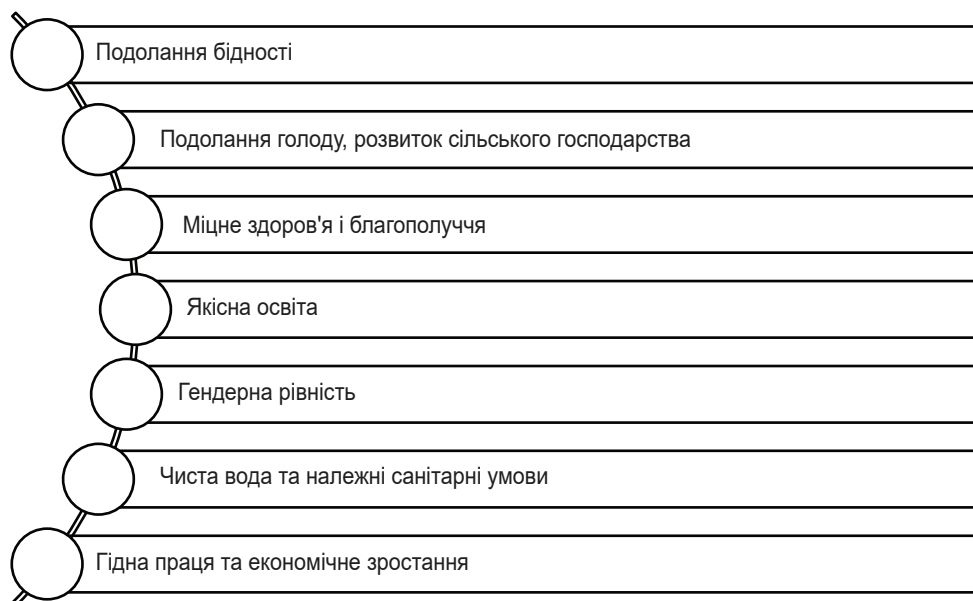 Подолання бідності
Подолання голоду, розвиток сільського господарства
Міцне здоров'я і благополуччя
Якісна освіта
Гендерна рівність
Чиста вода та належні санітарні умови
Гідна праця та економічне зростання